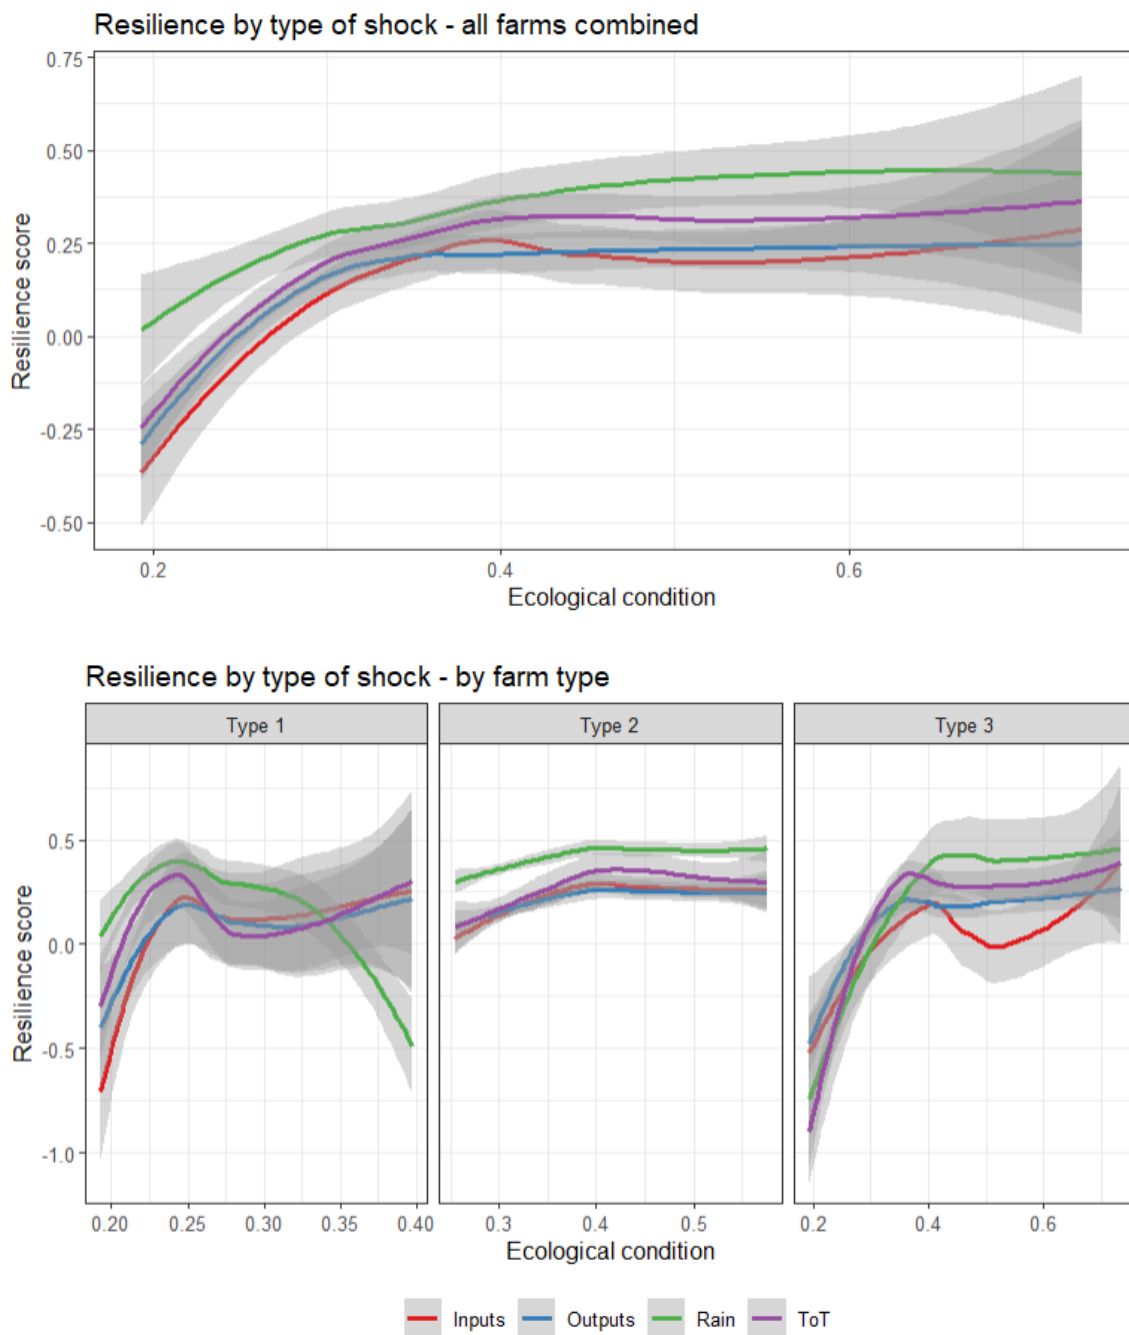 Resilience by type of shock - all farms combined
0.75
0.50
0.25
0.00
-0.25
-0.50
Resilience score
0.2 0.4 0.6
Ecological condition
Resilience by type of shock - by farm type
Type 1 Type 2 Type 3
0.5
0.0
-0.5
-1.0
Resilience score
0.20 0.25 0.30 0.35 0.40 0.3 0.4 0.5 0.2 0.4 0.6
Ecological condition
Inputs Outputs Rain ToT